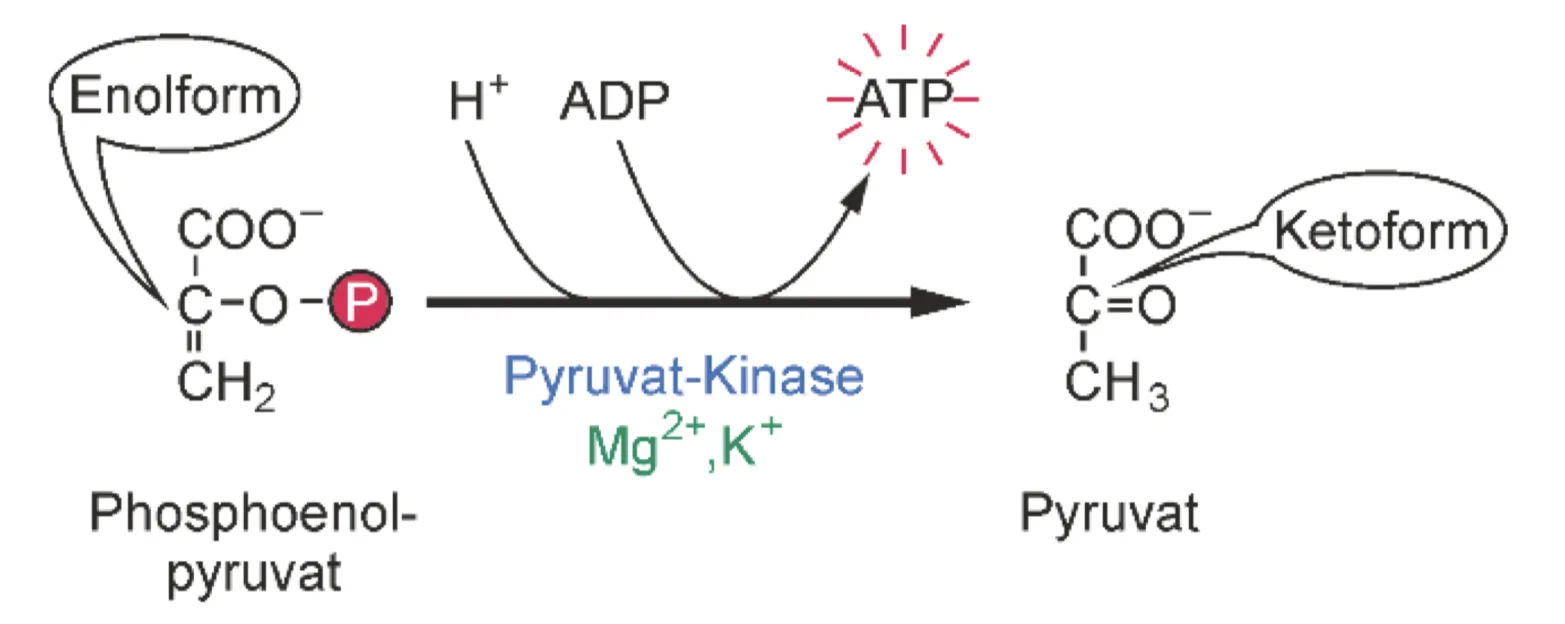 Enolform
H⁺ ADP ATP
COO⁻
C–O–P
CH₂
COO⁻
C=O
CH₃
Ketoform
Pyruvat-Kinase
Mg²⁺,K⁺
Phosphoenol-
pyruvat
Pyruvat